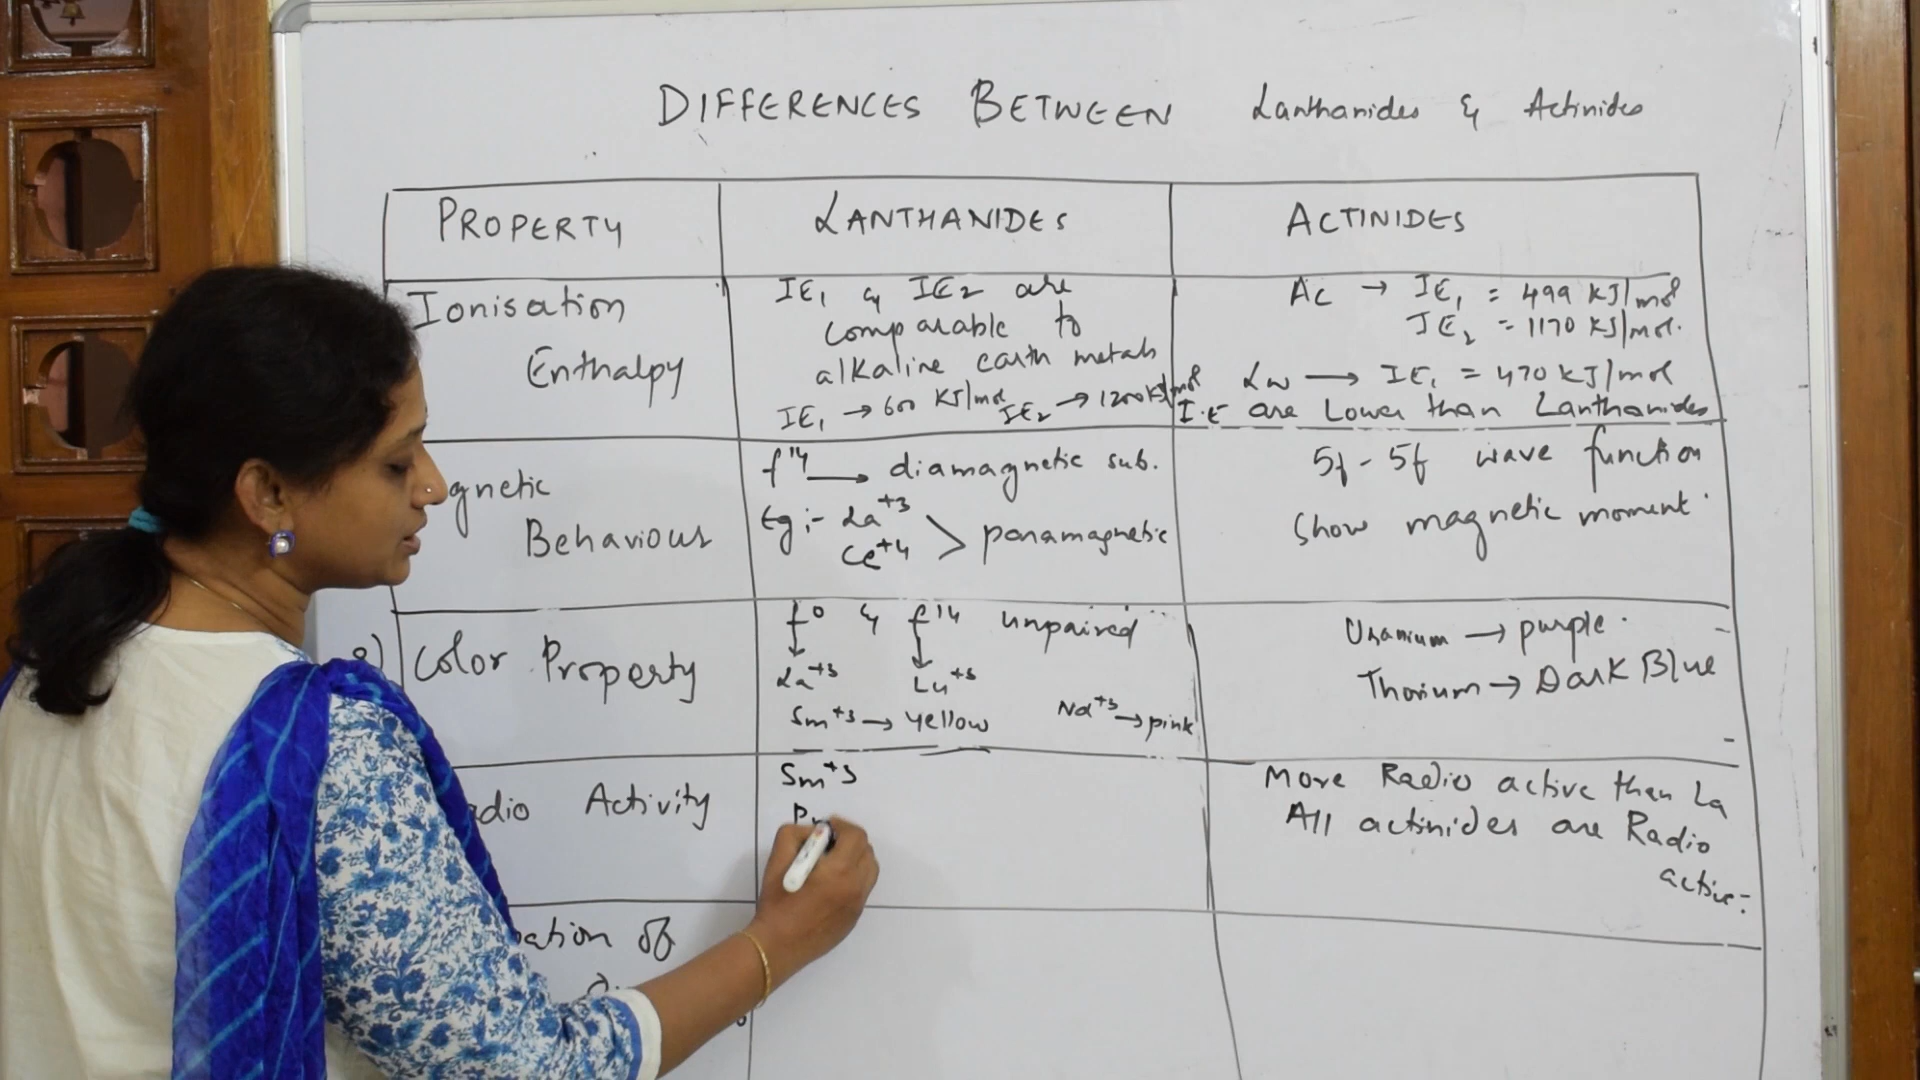 DIFFERENCES BETWEEN Lanthanides & Actinides
PROPERTY LANTHANIDES ACTINIDES
Ionisation
Enthalpy
IE₁ & IE₂ are
comparable to
alkaline earth metals
IE₁ → 600 KJ/mol IE₂ → 1200 KJ/mol
Ac → IE₁ = 499 KJ/mol
IE₂ = 1170 KJ/mol.
Lw → IE₁ = 470 KJ/mol
I.E are Lower than Lanthanides
gnetic
Behaviour
f¹⁴ → diamagnetic sub.
Eg:- La⁺³
Ce⁺⁴ > paramagnetic
5f - 5f wave function
Show magnetic moment.
8) Color Property
f⁰ & f¹⁴ unpaired
↓ ↓
La⁺³ Lu⁺³
Sm⁺³ → yellow Nd⁺³ → pink
Uranium → purple.
Thorium → Dark Blue
adio Activity
Sm⁺³
More Radio active than La
All actinides are Radio
active:
ation of